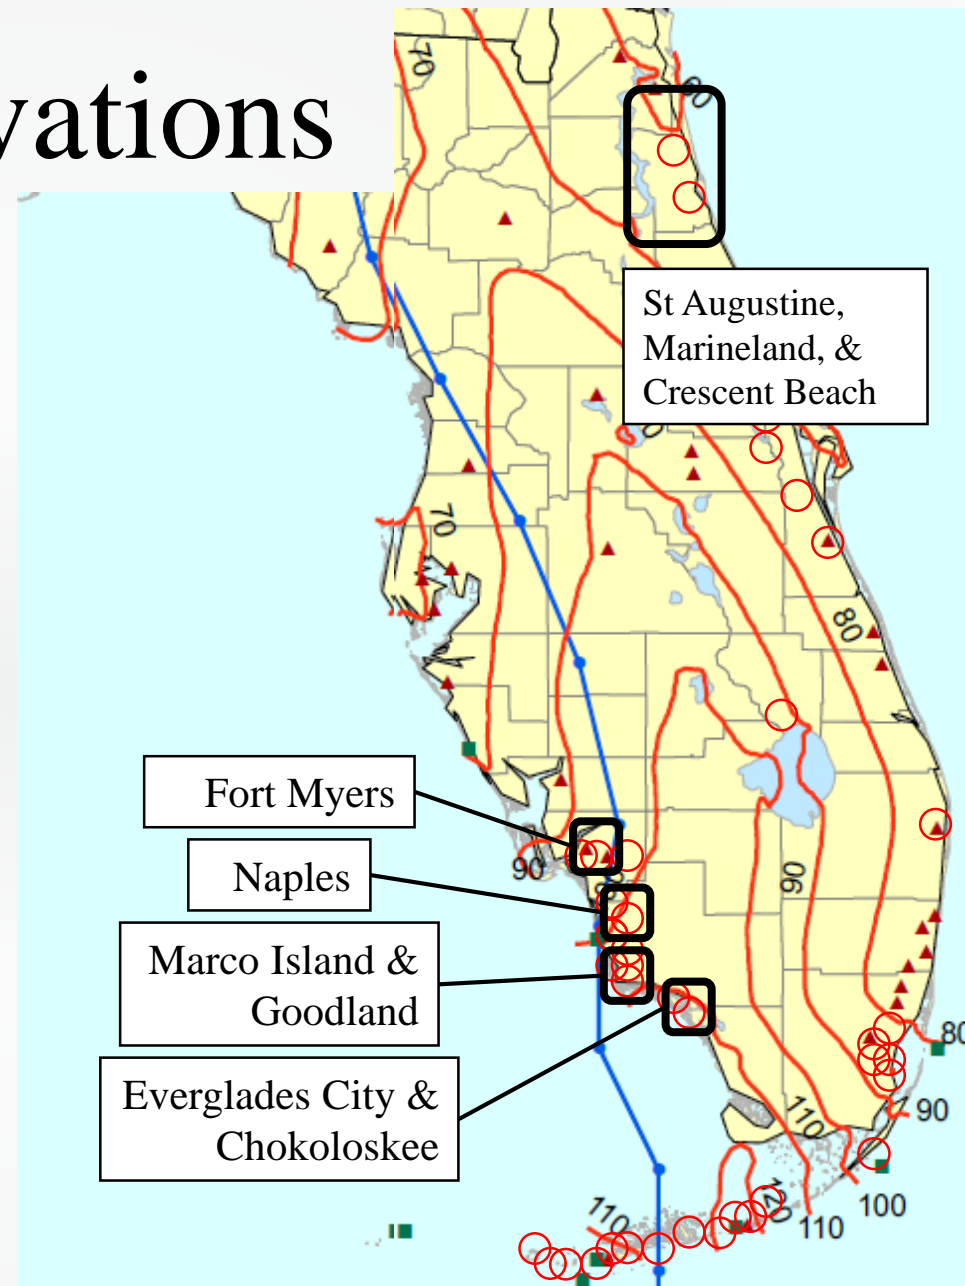 vations
70
80
St Augustine,
Marineland, &
Crescent Beach
70
80
Fort Myers
90
Naples
90
Marco Island &
Goodland
80
Everglades City &
Chokoloskee
110
90
100
120
110
110